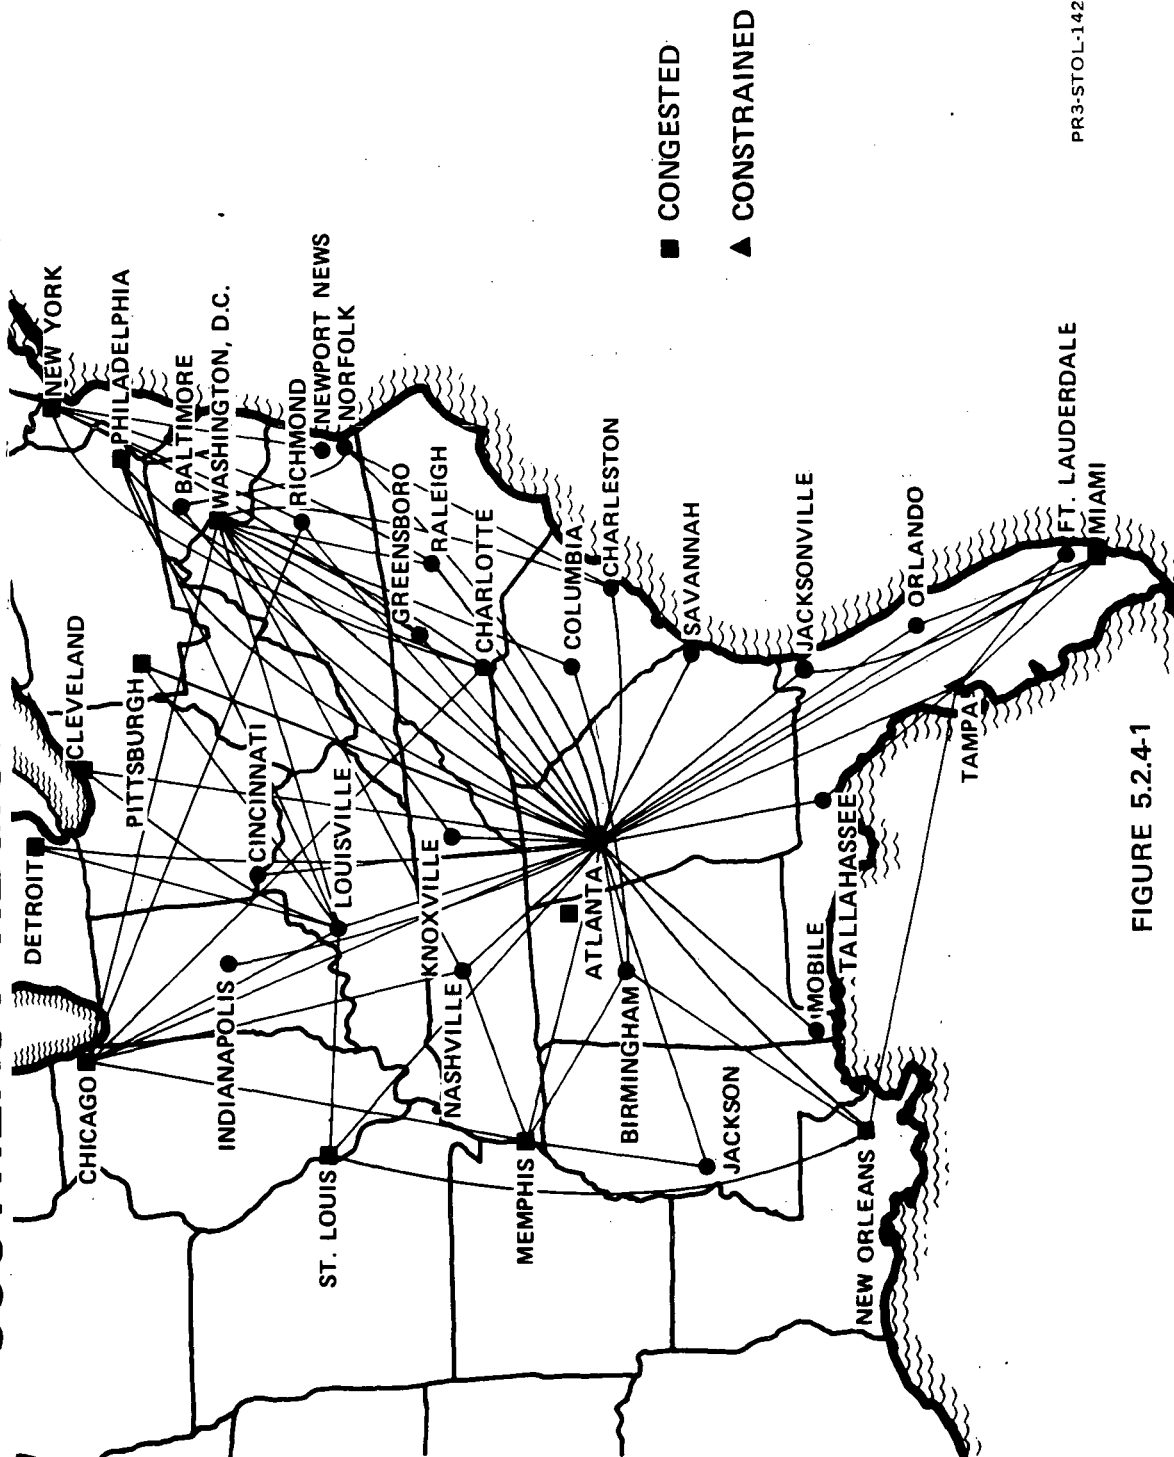 DETROIT
CLEVELAND
NEW YORK
CHICAGO
PITTSBURGH
PHILADELPHIA
BALTIMORE
WASHINGTON, D.C.
INDIANAPOLIS
CINCINNATI
RICHMOND
NEWPORT NEWS
NORFOLK
ST. LOUIS
LOUISVILLE
KNOXVILLE
GREENSBORO
RALEIGH
NASHVILLE
CHARLOTTE
MEMPHIS
COLUMBIA
CHARLESTON
ATLANTA
BIRMINGHAM
SAVANNAH
JACKSON
MOBILE
TALLAHASSEE
JACKSONVILLE
NEW ORLEANS
ORLANDO
TAMPA
FT. LAUDERDALE
MIAMI
■ CONGESTED
▲ CONSTRAINED
PR3-STOL-142
FIGURE 5.2.4-1